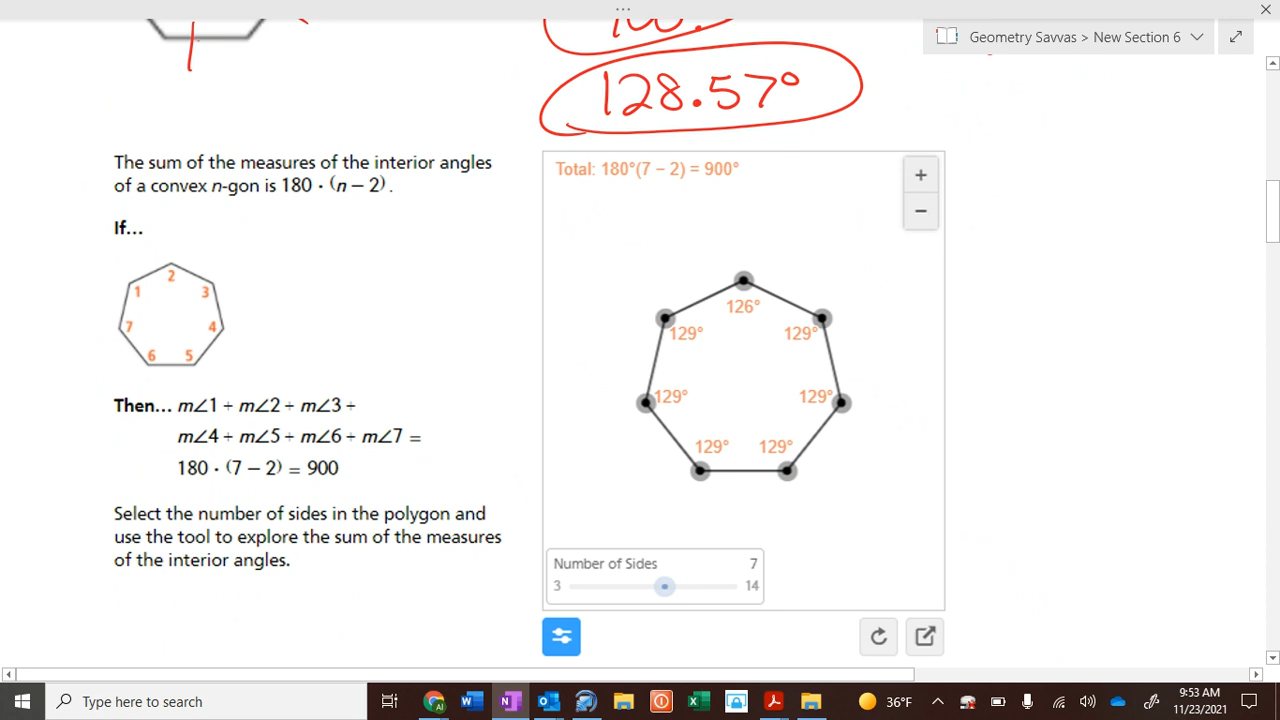 Geometry Savvas > New Section 6
128.57°
The sum of the measures of the interior angles
of a convex n-gon is 180 · (n − 2).
If...
2
1
3
7
4
6
5
Then... m∠1 + m∠2 + m∠3 +
m∠4 + m∠5 + m∠6 + m∠7 =
180 · (7 − 2) = 900
Select the number of sides in the polygon and
use the tool to explore the sum of the measures
of the interior angles.
Total: 180°(7 − 2) = 900°
+
−
126°
129°
129°
129°
129°
129°
129°
Number of Sides 7
3 14
Type here to search
36°F
9:53 AM
11/23/2021